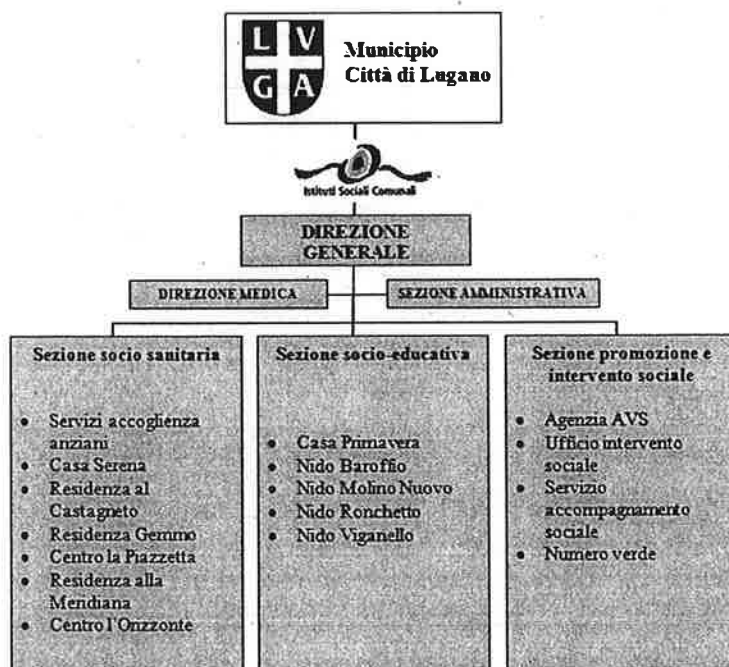 L V
G A
Municipio
Città di Lugano
Istituti Sociali Comunali
DIREZIONE
GENERALE
DIREZIONE MEDICA
SEZIONE AMMINISTRATIVA
Sezione socio sanitaria
• Servizi accoglienza
anziani
• Casa Serena
• Residenza al
Castagneto
• Residenza Gemmo
• Centro la Piazzetta
• Residenza alla
Meridiana
• Centro l'Orizzonte
Sezione socio-educativa
• Casa Primavera
• Nido Baroffio
• Nido Molino Nuovo
• Nido Ronchetto
• Nido Viganello
Sezione promozione e
intervento sociale
• Agenzia AVS
• Ufficio intervento
sociale
• Servizio
accompagnamento
sociale
• Numero verde